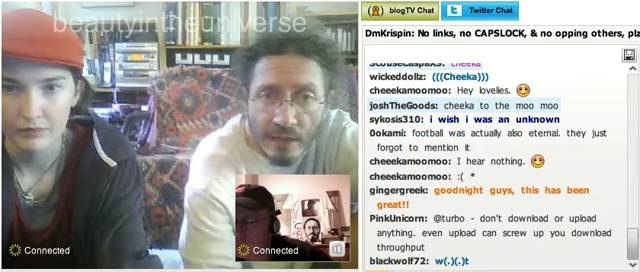 beautyintheuniverse
Connected
Connected
blogTV Chat
Twitter Chat
DmKrispin: No links, no CAPSLOCK, & no opping others, plz
cheeka
wickeddollz: (((Cheeka)))
cheeekamoomoo: Hey lovelies.
joshTheGoods: cheeka to the moo moo
sykosis310: i wish i was an unknown
0okami: football was actually also eternal. they just
forgot to mention it
cheeekamoomoo: I hear nothing.
cheeekamoomoo: :( *
gingergreek: goodnight guys, this has been
great!!
PinkUnicorn: @turbo - don't download or upload
anything. even upload can screw up you download
throughput
blackwolf72: w(.)(.)t